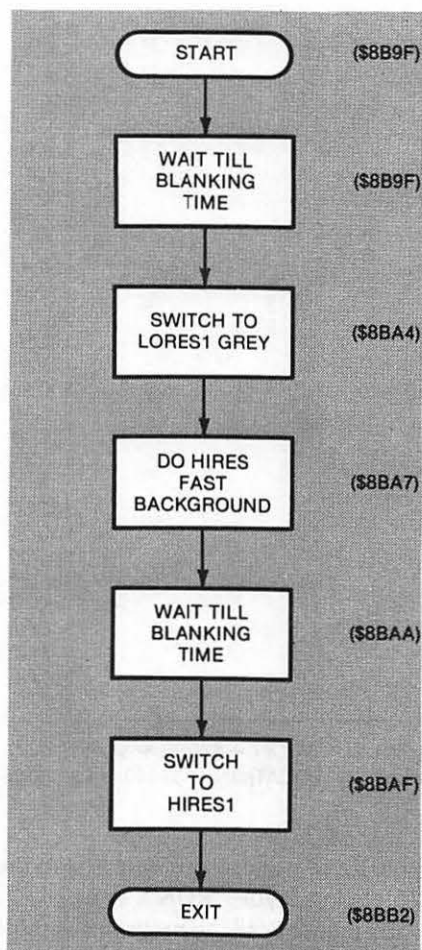 START ($8B9F)
WAIT TILL
BLANKING ($8B9F)
TIME
SWITCH TO
LORES1 GREY ($8BA4)
DO HIRES
FAST ($8BA7)
BACKGROUND
WAIT TILL
BLANKING ($8BAA)
TIME
SWITCH
TO ($8BAF)
HIRES1
EXIT ($8BB2)